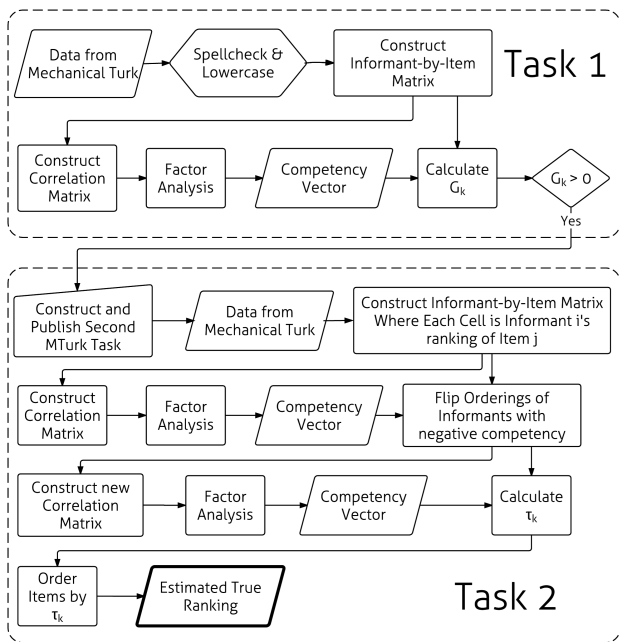 Data from
Mechanical Turk
Spellcheck &
Lowercase
Construct
Informant-by-Item
Matrix
Task 1
Construct
Correlation
Matrix
Factor
Analysis
Competency
Vector
Calculate
Gk
Gk > 0
Yes
Construct and
Publish Second
MTurk Task
Data from
Mechanical Turk
Construct Informant-by-Item Matrix
Where Each Cell is Informant i's
ranking of Item j
Construct
Correlation
Matrix
Factor
Analysis
Competency
Vector
Flip Orderings of
Informants with
negative competency
Construct new
Correlation
Matrix
Factor
Analysis
Competency
Vector
Calculate
τk
Order
Items by
τk
Estimated True
Ranking
Task 2